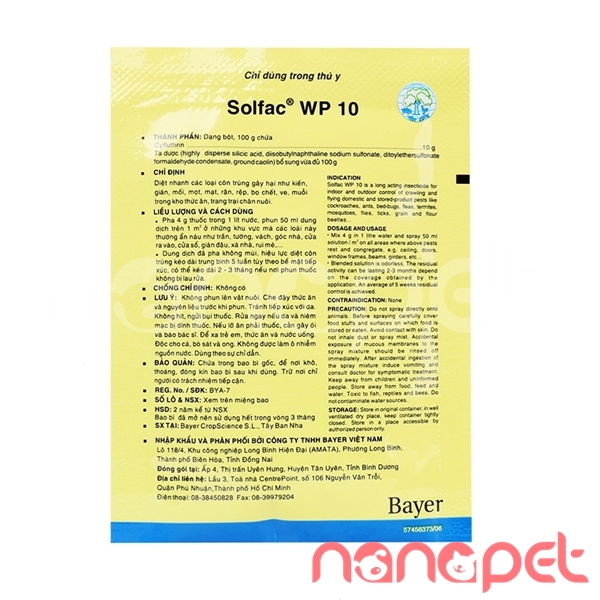 Chỉ dùng trong thú y
Solfac® WP 10
THÀNH PHẦN: Dạng bột, 100 g chứa
Cyfluthrin 10 g
Tá dược (highly disperse silicic acid, diisobutylnaphthaline sodium sulfonate, ditoylethersulfonate
formaldehyde condensate, ground caolin) bổ sung vừa đủ 100 g
CHỈ ĐỊNH
Diệt nhanh các loại côn trùng gây hại như kiến,
gián, mối, mọt, mạt, rận, rệp, bọ chét, ve, muỗi
trong kho thức ăn, trang trại chăn nuôi.
LIỀU LƯỢNG VÀ CÁCH DÙNG
• Pha 4 g thuốc trong 1 lít nước, phun 50 ml dung
dịch trên 1 m² ở những khu vực mà các loài này
thường ẩn náu như trần, tường, vách, góc nhà, cửa
ra vào, cửa sổ, giàn đậu, xà nhà, rui mè,...
• Dung dịch đã pha không mùi, hiệu lực diệt côn
trùng kéo dài trung bình 5 tuần tùy theo bề mặt tiếp
xúc, có thể kéo dài 2 - 3 tháng nếu nơi phun thuốc
không bị lau rửa.
CHỐNG CHỈ ĐỊNH: Không có
LƯU Ý: Không phun lên vật nuôi. Che đậy thức ăn
và nguyên liệu trước khi phun. Tránh tiếp xúc với da.
Không hít, ngửi bụi thuốc. Rửa ngay nếu da và niêm
mạc bị dính thuốc. Nếu lỡ ăn phải thuốc, cần gây ói
và báo bác sĩ. Để xa trẻ em, thức ăn và nước uống.
Độc cho cá, bò sát và ong. Không được làm ô nhiễm
nguồn nước. Dùng theo sự chỉ dẫn.
BẢO QUẢN: Chứa trong bao bì gốc, để nơi khô,
thoáng, đóng kín bao bì sau khi dùng. Trữ nơi chỉ
người có trách nhiệm tiếp cận.
REG. No. / SĐK: BYA-7
SỐ LÔ & NSX: Xem trên miệng bao
HSD: 2 năm kể từ NSX
Bao bì đã mở nên sử dụng hết trong vòng 3 tháng
SX TẠI: Bayer CropScience S.L., Tây Ban Nha
INDICATION
Solfac WP 10 is a long acting insecticide for
indoor and outdoor control of crawling and
flying domestic and stored-product pests like
cockroaches, ants, bed-bugs, fleas, termites,
mosquitoes, flies, ticks, grain and flour
beetles...
DOSAGE AND USAGE
• Mix 4 g in 1 litre water and spray 50 ml
solution / m² on all areas where above pests
rest and congregate, e.g. ceiling, doors,
window frames, beams, girders, etc...
• Blended solution is odorless. The residual
activity can be lasting 2-3 months depend
on the coverage obtained by the
application. An average of 5 weeks residual
control is achieved.
CONTRAINDICATION: None
PRECAUTION: Do not spray directly onto
animals. Before spraying carefully cover
food stuffs and surfaces on which food is
stored or eaten. Avoid contact with skin. Do
not inhale dust or spray mist. Accidental
exposure of mucous membranes to the
spray mixture should be rinsed off
immediately. After accidental ingestion of
the spray mixture induce vomiting and
consult doctor for symptomatic treatment.
Keep away from children and uninformed
people. Store away from food, feed and
water. Toxic to fish, reptiles and bees. Do
not contaminate water sources.
STORAGE: Store in original container, in well
ventilated dry place, keep container tightly
closed. Store in a place accessible by
authorized person only.
NHẬP KHẨU VÀ PHÂN PHỐI BỞI CÔNG TY TNHH BAYER VIỆT NAM
Lô 118/4, Khu công nghiệp Long Bình Hiện Đại (AMATA), Phường Long Bình,
Thành phố Biên Hòa, Tỉnh Đồng Nai
Đóng gói tại: Ấp 4, Thị trấn Uyên Hưng, Huyện Tân Uyên, Tỉnh Bình Dương
Địa chỉ liên hệ: Lầu 3, Toà nhà CentrePoint, số 106 Nguyễn Văn Trỗi,
Quận Phú Nhuận,Thành phố Hồ Chí Minh
Điện thoại: 08-38450828 Fax: 08-39979204
Bayer
57456373/06
nanapet